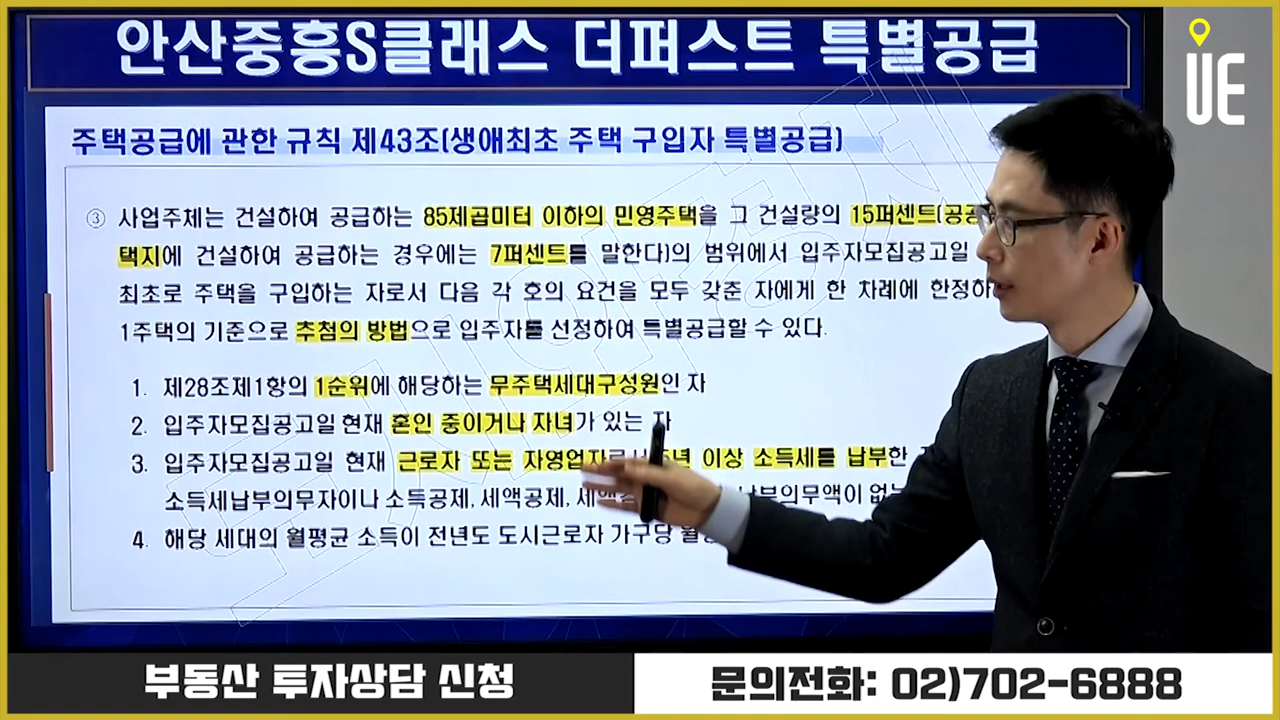 안산중흥S클래스 더퍼스트 특별공급
UE
주택공급에 관한 규칙 제43조(생애최초 주택 구입자 특별공급)
③ 사업주체는 건설하여 공급하는 85제곱미터 이하의 민영주택을 그 건설량의 15퍼센트(공공
택지에 건설하여 공급하는 경우에는 7퍼센트를 말한다)의 범위에서 입주자모집공고일
최초로 주택을 구입하는 자로서 다음 각 호의 요건을 모두 갖춘 자에게 한 차례에 한정하
1주택의 기준으로 추첨의 방법으로 입주자를 선정하여 특별공급할 수 있다.
1. 제28조제1항의 1순위에 해당하는 무주택세대구성원인 자
2. 입주자모집공고일 현재 혼인 중이거나 자녀가 있는 자
3. 입주자모집공고일 현재 근로자 또는 자영업자 이상 소득세를 납부한
소득세납부의무자이나 소득공제, 세액공제, 납부의무액이 없는
4. 해당 세대의 월평균 소득이 전년도 도시근로자 가구당
부동산 투자상담 신청
문의전화: 02)702-6888